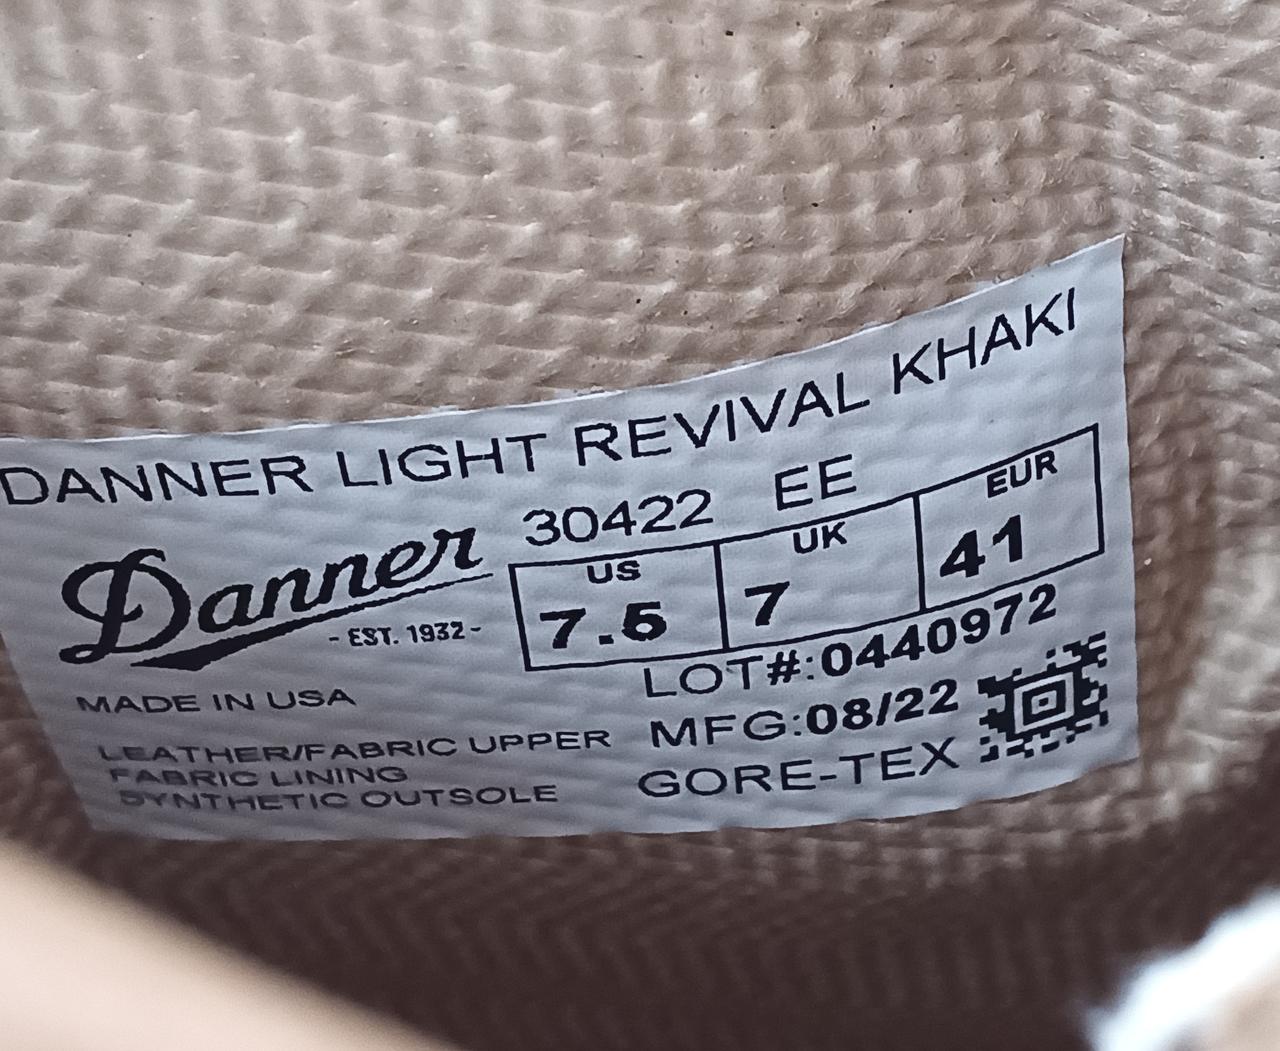 DANNER LIGHT REVIVAL KHAKI
30422 EE
Danner
- EST. 1932 -
US UK EUR
7.5 7 41
LOT#:0440972
MADE IN USA
MFG:08/22
LEATHER/FABRIC UPPER
FABRIC LINING
SYNTHETIC OUTSOLE
GORE-TEX